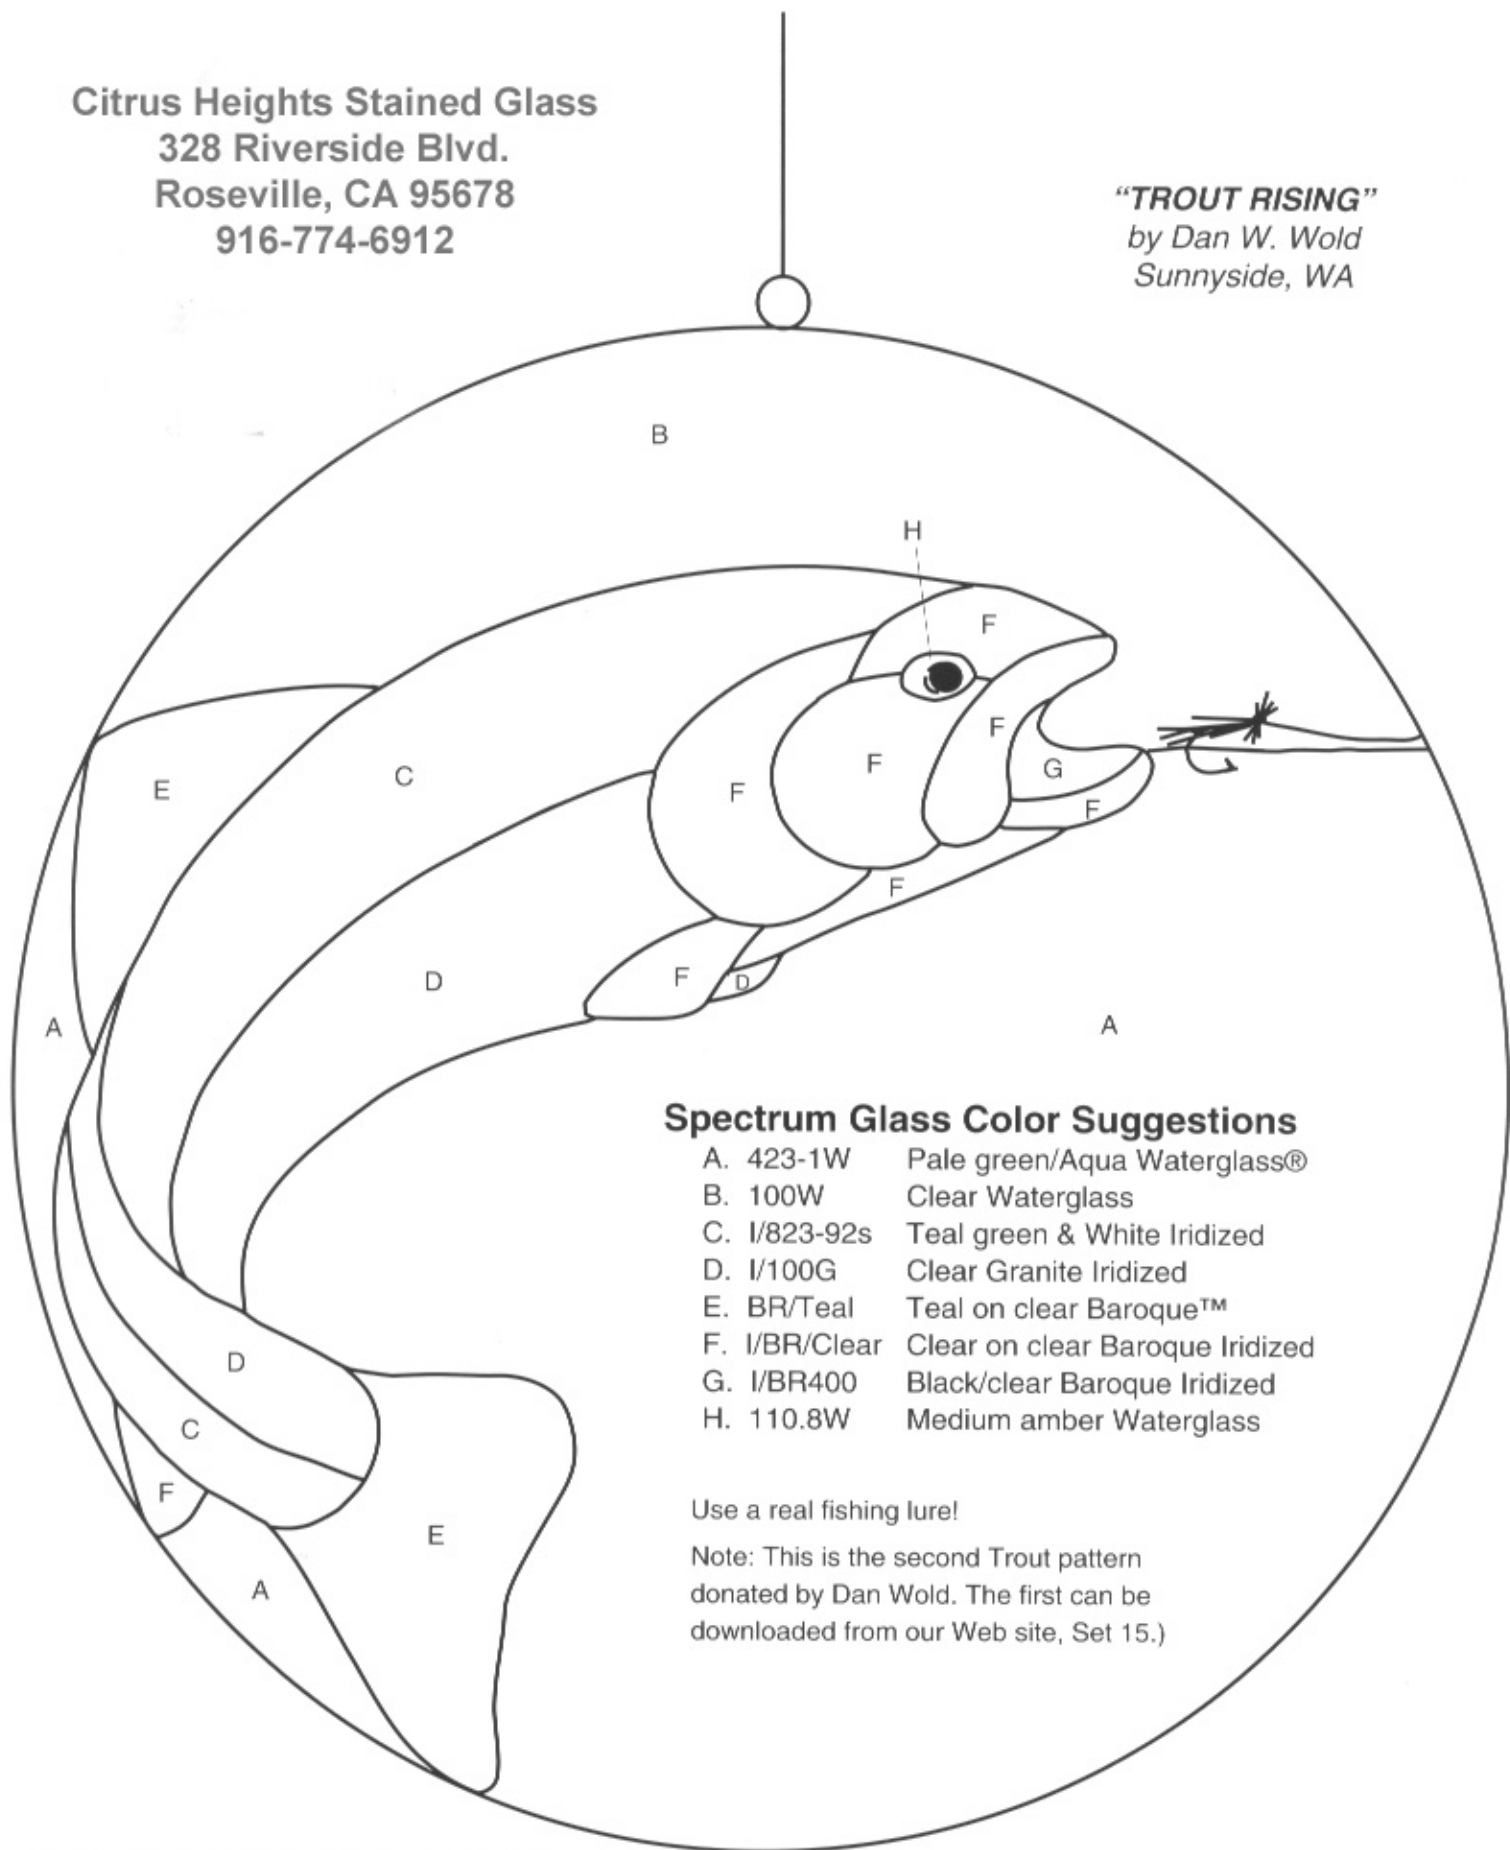 Citrus Heights Stained Glass
328 Riverside Blvd.
Roseville, CA 95678
916-774-6912
“TROUT RISING”
by Dan W. Wold
Sunnyside, WA
B
H
F
E
C
F
F
F
G
F
F
D
F
D
A
A
Spectrum Glass Color Suggestions
A. 423-1W Pale green/Aqua Waterglass®
B. 100W Clear Waterglass
C. I/823-92s Teal green & White Iridized
D. I/100G Clear Granite Iridized
E. BR/Teal Teal on clear Baroque™
F. I/BR/Clear Clear on clear Baroque Iridized
G. I/BR400 Black/clear Baroque Iridized
H. 110.8W Medium amber Waterglass
D
C
F
E
A
Use a real fishing lure!
Note: This is the second Trout pattern
donated by Dan Wold. The first can be
downloaded from our Web site, Set 15.)